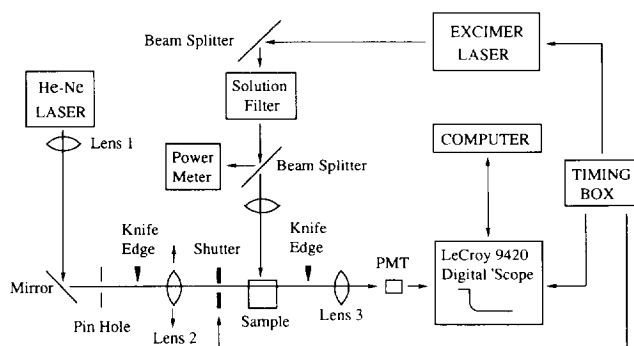 Beam Splitter
EXCIMER
LASER
He-Ne
LASER
Solution
Filter
Lens 1
COMPUTER
Power
Meter
Beam Splitter
TIMING
BOX
Knife
Edge
Shutter
Knife
Edge
PMT
LeCroy 9420
Digital 'Scope
Mirror
Pin Hole
Lens 2
Sample
Lens 3